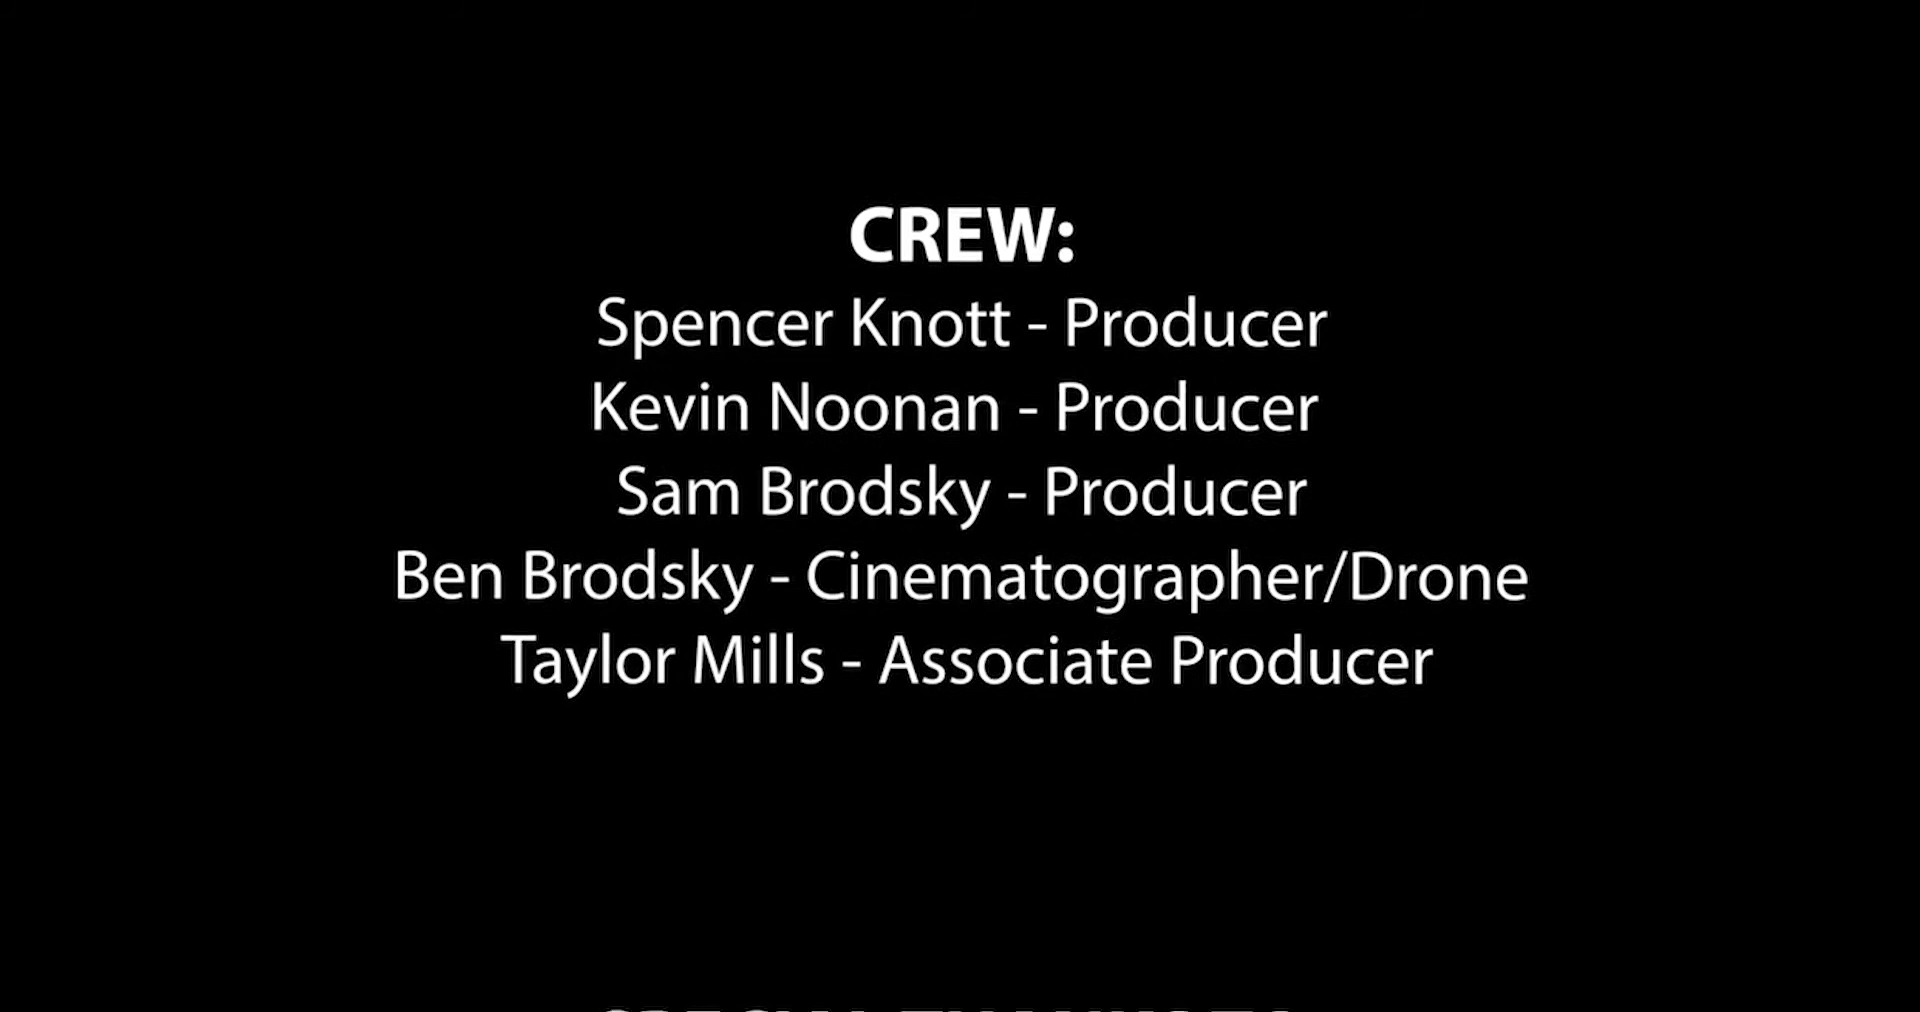 CREW:
Spencer Knott - Producer
Kevin Noonan - Producer
Sam Brodsky - Producer
Ben Brodsky - Cinematographer/Drone
Taylor Mills - Associate Producer